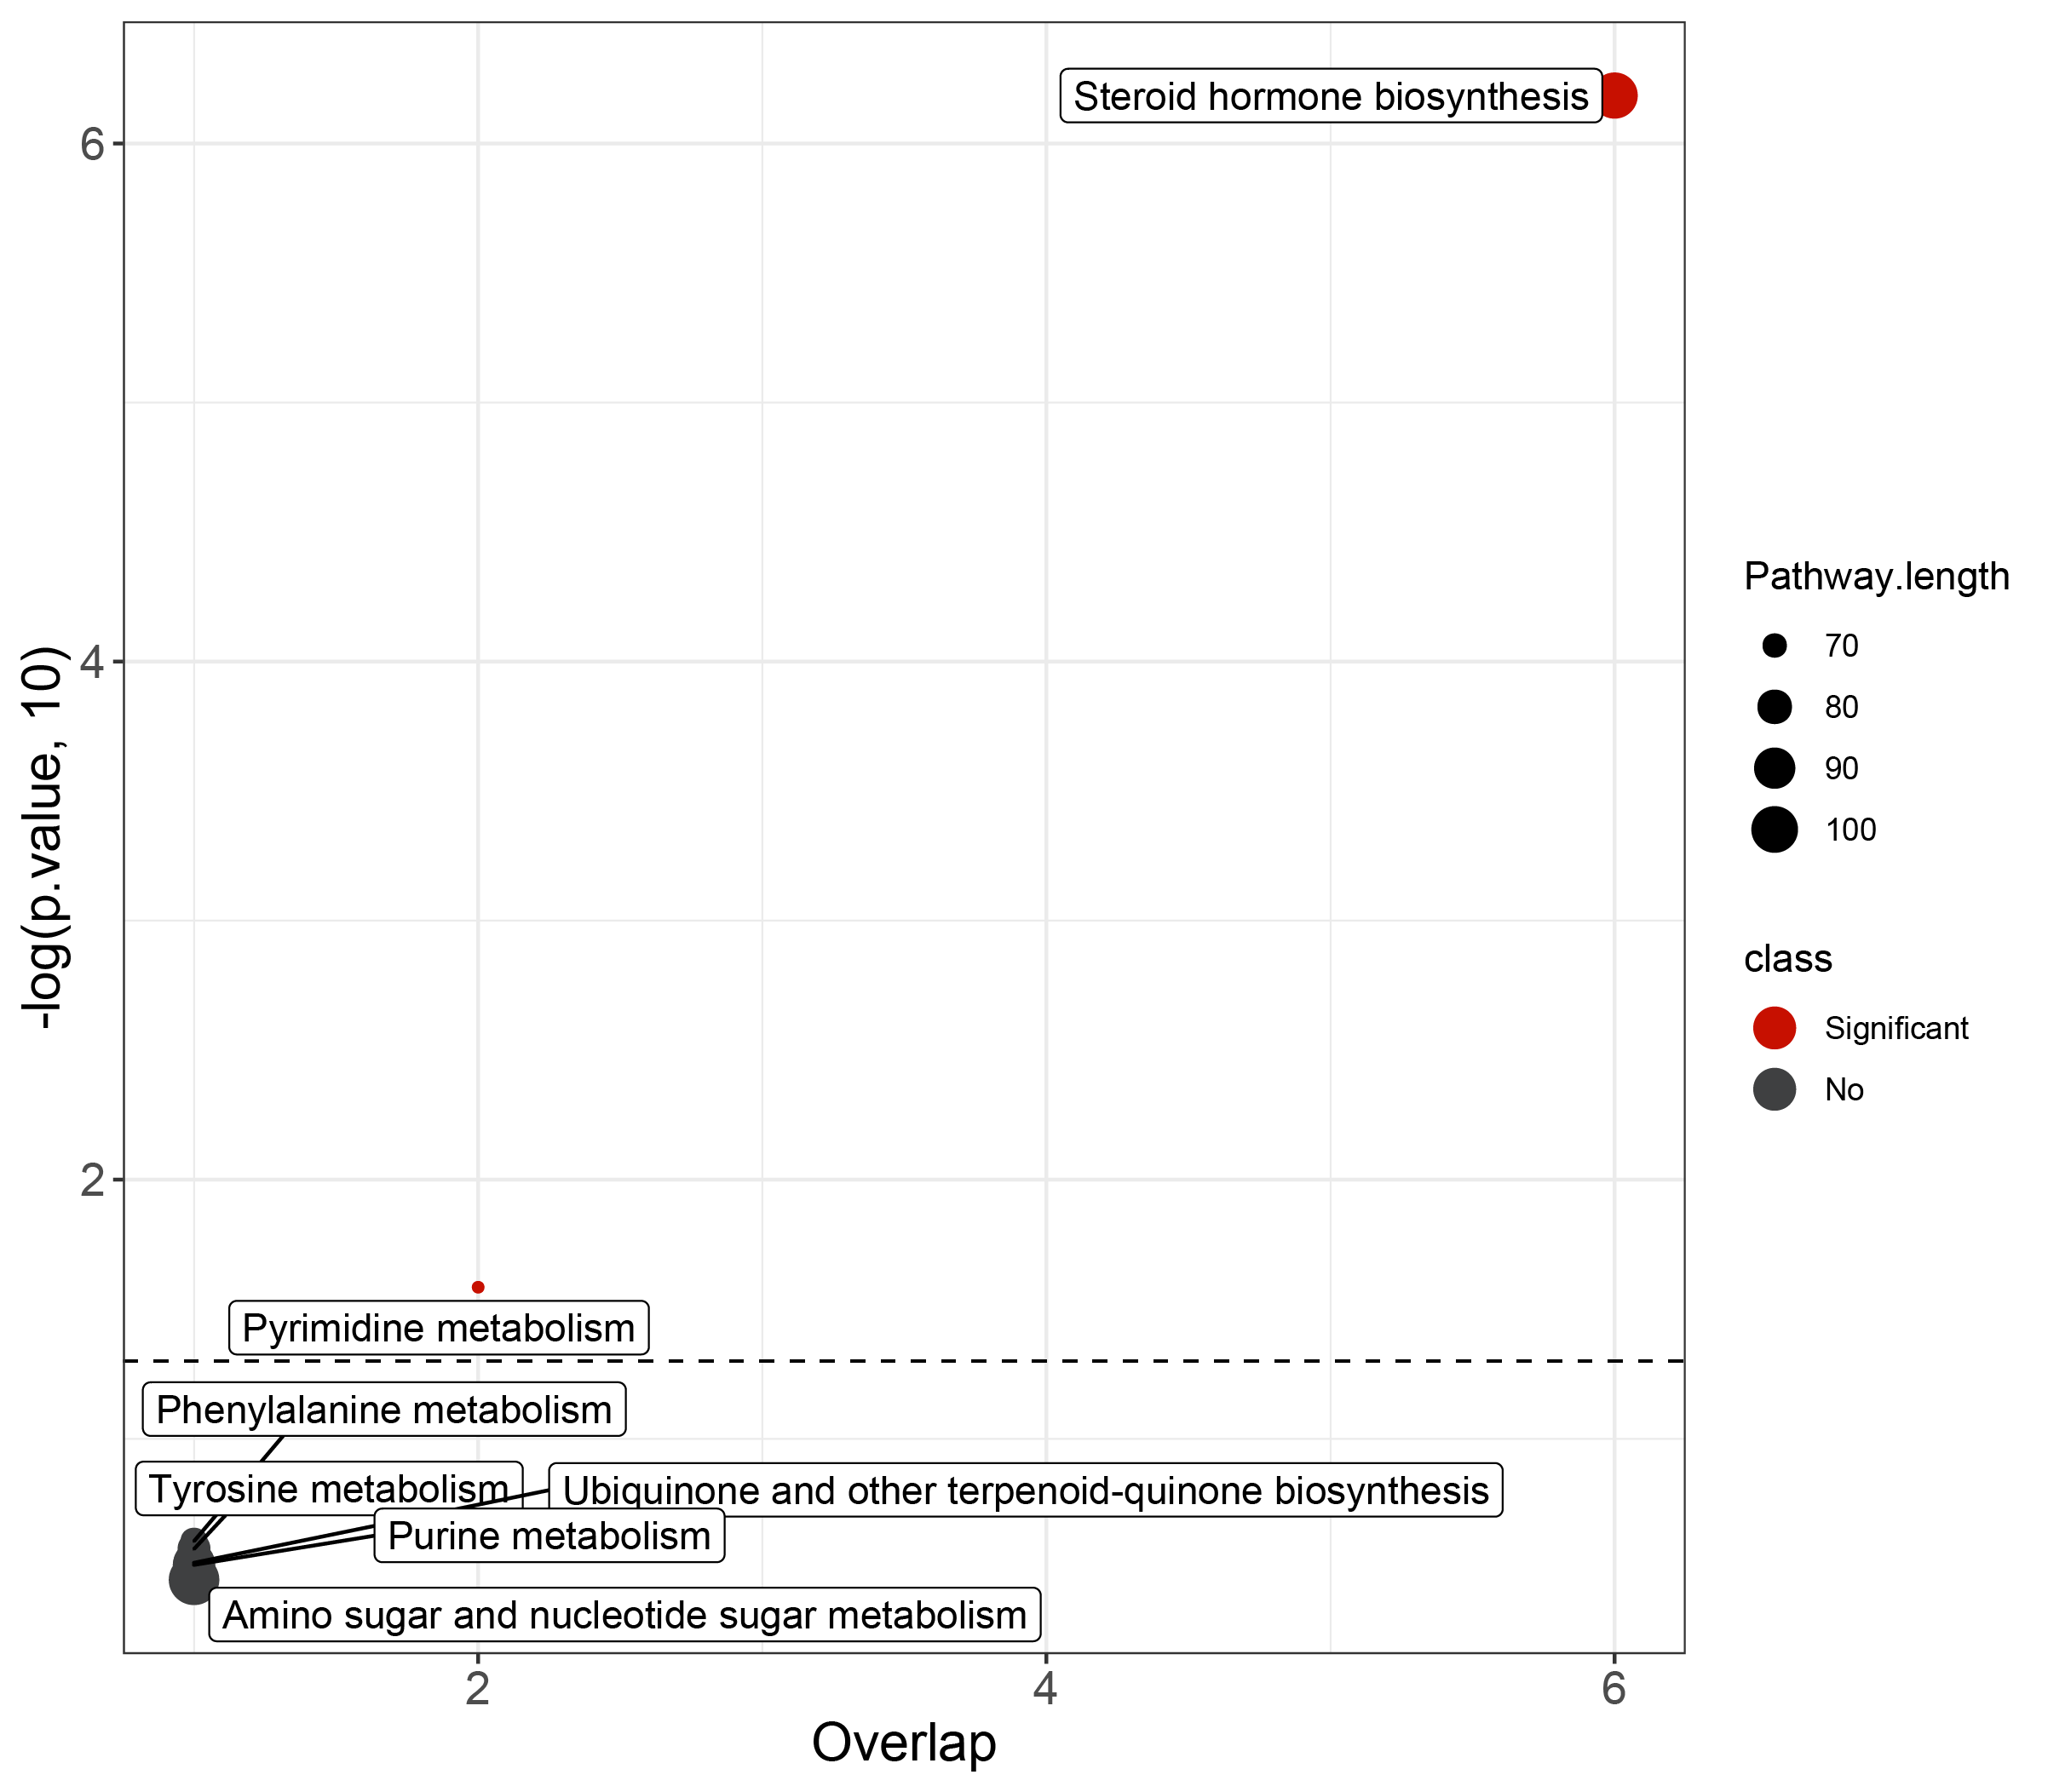 Steroid hormone biosynthesis
6
4
2
-log(p.value, 10)
Pyrimidine metabolism
Phenylalanine metabolism
Tyrosine metabolism
Ubiquinone and other terpenoid-quinone biosynthesis
Purine metabolism
Amino sugar and nucleotide sugar metabolism
2 4 6
Overlap
Pathway.length
70
80
90
100
class
Significant
No